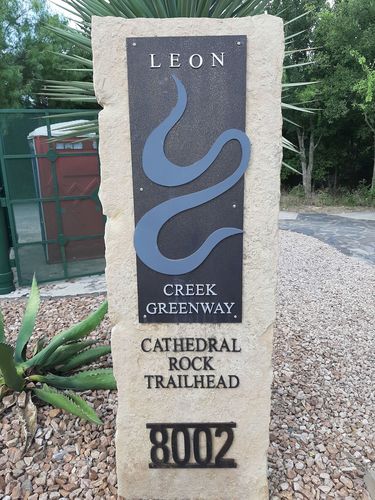 LEON
CREEK
GREENWAY
CATHEDRAL
ROCK
TRAILHEAD
8002